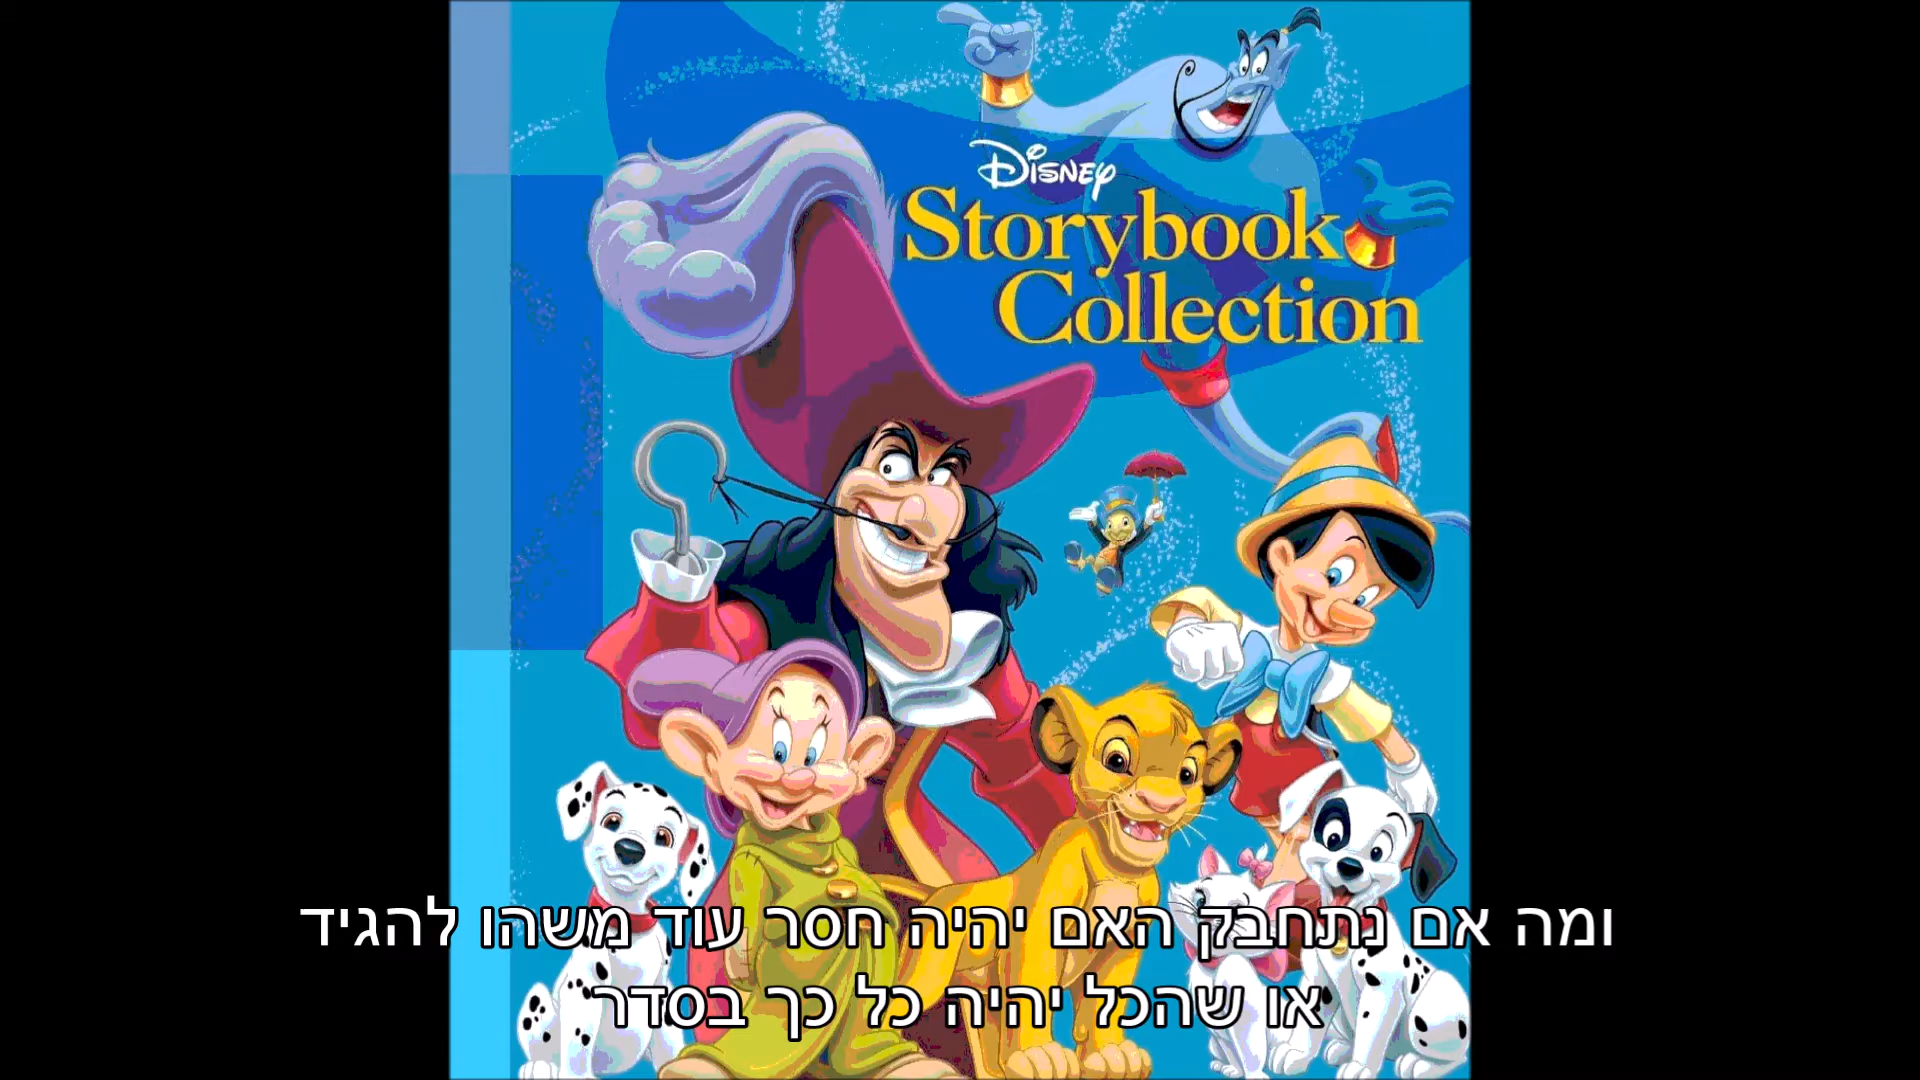 Disney
Storybook
Collection
ומה אם נתחבק האם יהיה חסר עוד משהו להגיד
או שהכל יהיה כל כך בסדר